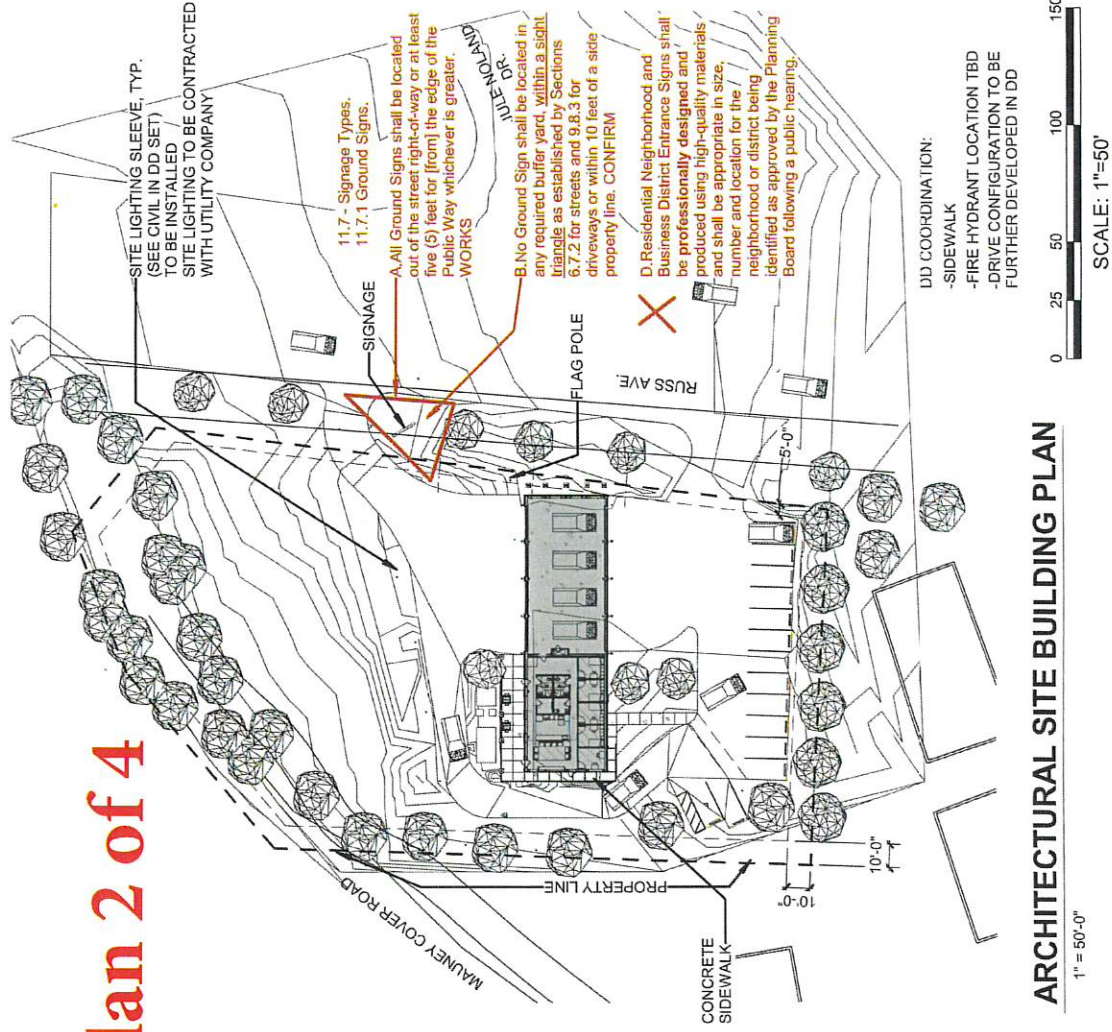 lan 2 of 4
SITE LIGHTING SLEEVE, TYP.
(SEE CIVIL IN DD SET)
TO BE INSTALLED
SITE LIGHTING TO BE CONTRACTED
WITH UTILITY COMPANY
11.7 - Signage Types.
11.7.1 Ground Signs.
SIGNAGE
A.All Ground Signs shall be located
out of the street right-of-way or at least
five (5) feet for [from] the edge of the
Public Way whichever is greater.
WORKS
JULE NOLAND
DR.
B.No Ground Sign shall be located in
any required buffer yard, within a sight
triangle as established by Sections
6.7.2 for streets and 9.8.3 for
driveways or within 10 feet of a side
property line. CONFIRM
FLAG POLE
D.Residential Neighborhood and
Business District Entrance Signs shall
be professionally designed and
produced using high-quality materials
and shall be appropriate in size,
number and location for the
neighborhood or district being
identified as approved by the Planning
Board following a public hearing.
RUSS AVE.
5'-0"
MAUNEY COVER ROAD
PROPERTY LINE
10'-0"
10'-0"
CONCRETE
SIDEWALK
DD COORDINATION:
-SIDEWALK
-FIRE HYDRANT LOCATION TBD
-DRIVE CONFIGURATION TO BE
FURTHER DEVELOPED IN DD
ARCHITECTURAL SITE BUILDING PLAN
1" = 50'-0"
0 25 50 100 150
SCALE: 1"=50'